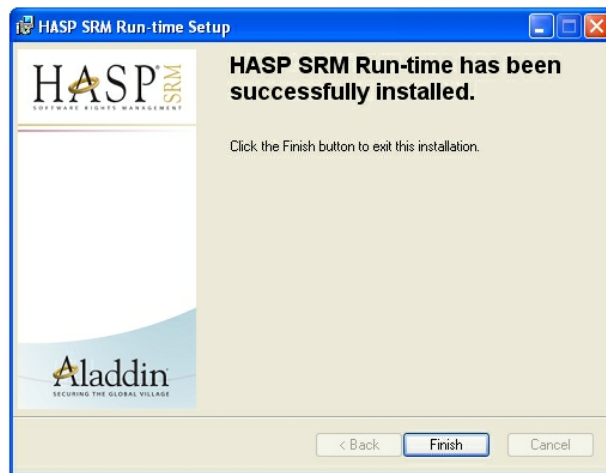 HASP SRM Run-time Setup
HASP SRM
SOFTWARE RIGHTS MANAGEMENT
HASP SRM Run-time has been
successfully installed.
Click the Finish button to exit this installation.
Aladdin
SECURING THE GLOBAL VILLAGE
< Back
Finish
Cancel